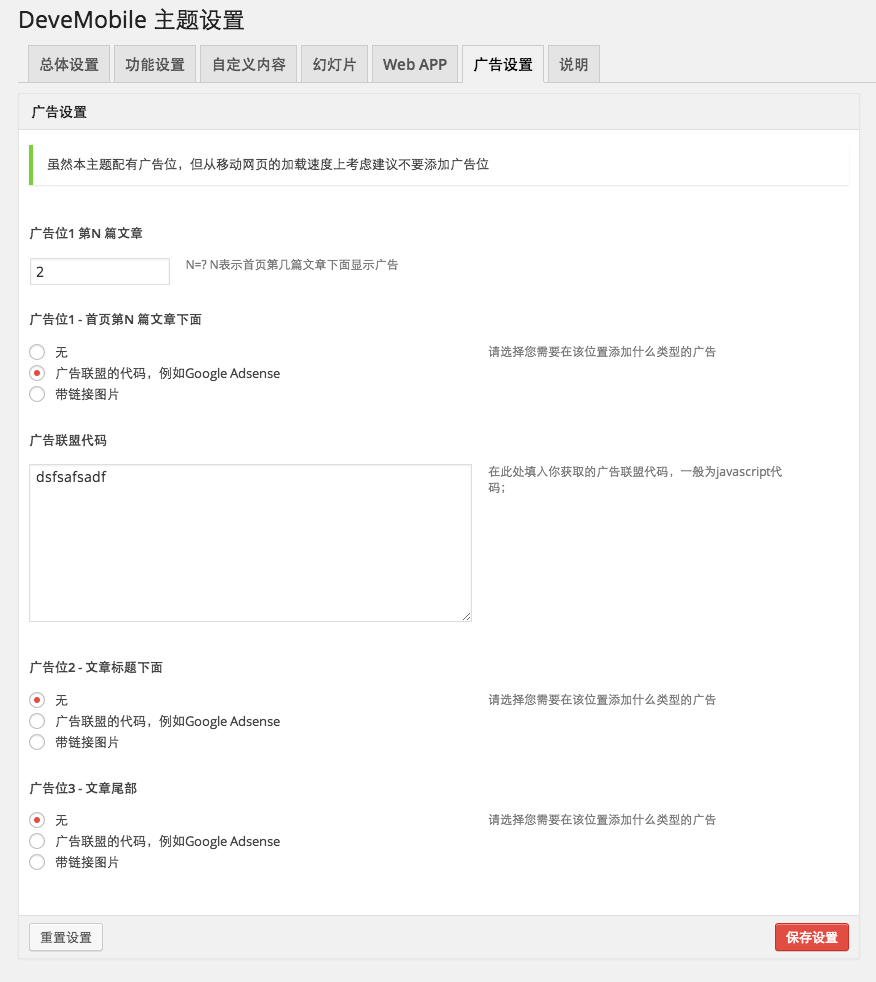 DeveMobile 主题设置
总体设置 功能设置 自定义内容 幻灯片 Web APP 广告设置 说明
广告设置
虽然本主题配有广告位，但从移动网页的加载速度上考虑建议不要添加广告位
广告位1 第N 篇文章
2
N=? N表示首页第几篇文章下面显示广告
广告位1 - 首页第N 篇文章下面
无
请选择您需要在该位置添加什么类型的广告
广告联盟的代码，例如Google Adsense
带链接图片
广告联盟代码
dsfsafsadf
在此处填入你获取的广告联盟代码，一般为javascript代
码；
广告位2 - 文章标题下面
无
请选择您需要在该位置添加什么类型的广告
广告联盟的代码，例如Google Adsense
带链接图片
广告位3 - 文章尾部
无
请选择您需要在该位置添加什么类型的广告
广告联盟的代码，例如Google Adsense
带链接图片
重置设置 保存设置